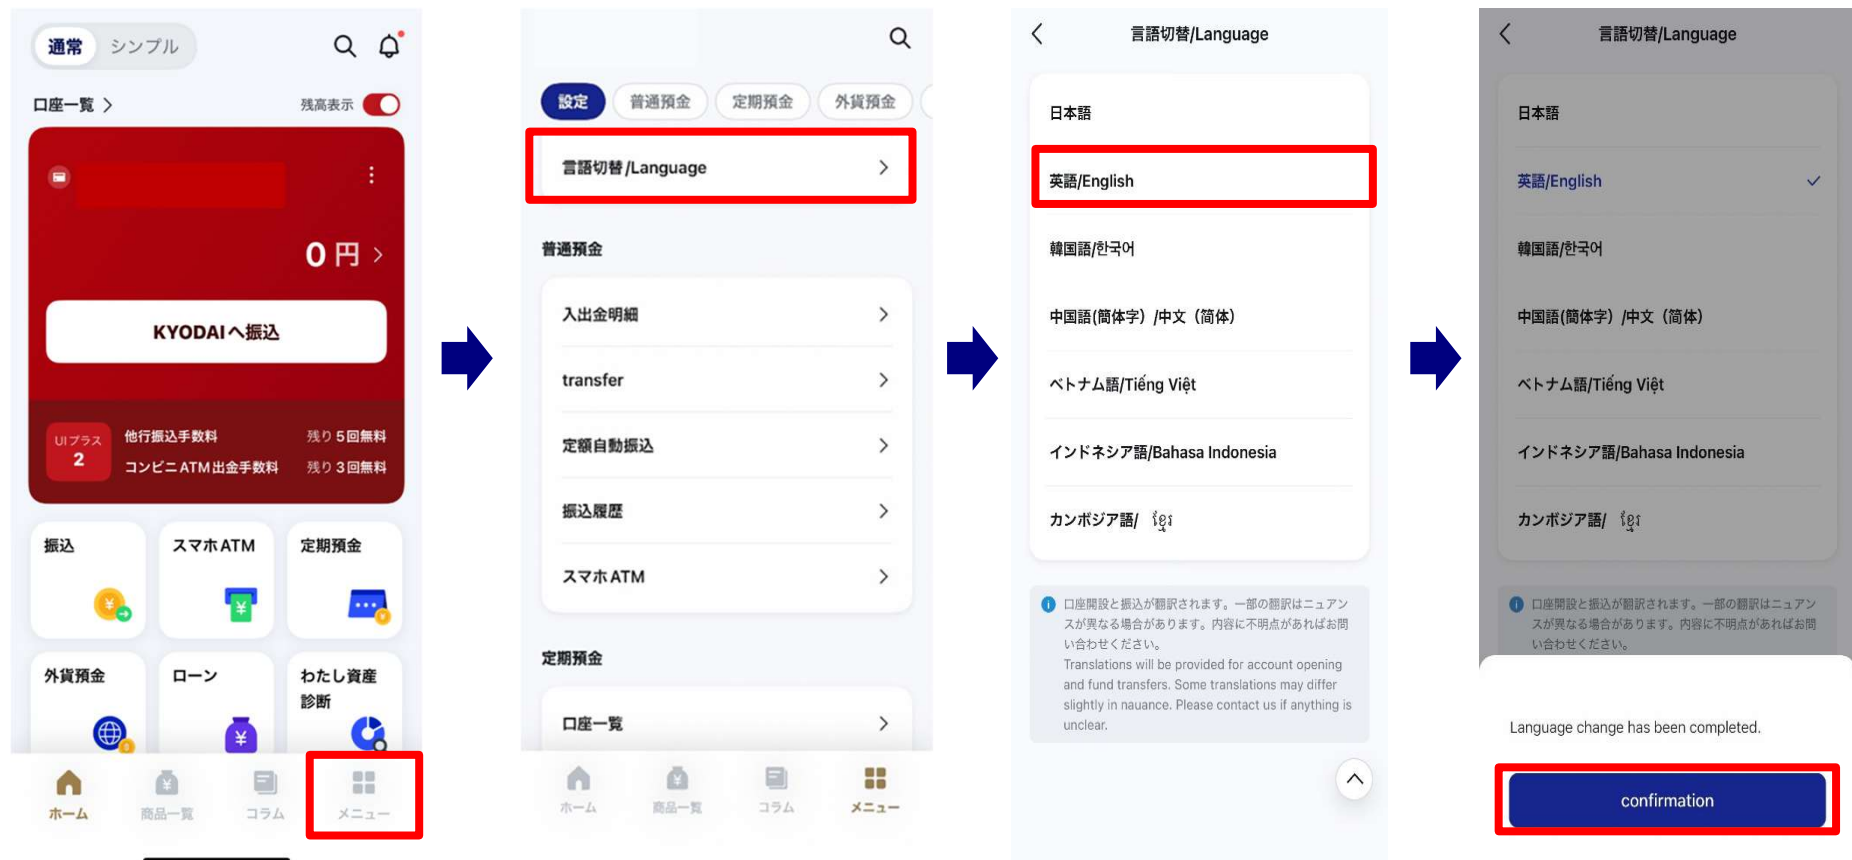 通常
シンプル
口座一覧
残高表示
0 円
KYODAIへ振込
UIプラス
2
他行振込手数料
残り 5回無料
コンビニATM出金手数料
残り 3回無料
振込
スマホATM
定期預金
外貨預金
ローン
わたし資産
診断
ホーム
商品一覧
コラム
メニュー
設定
普通預金
定期預金
外貨預金
言語切替/Language
普通預金
入出金明細
transfer
定額自動振込
振込履歴
スマホATM
定期預金
口座一覧
ホーム
商品一覧
コラム
メニュー
言語切替/Language
日本語
英語/English
韓国語/한국어
中国語(簡体字）/中文（简体）
ベトナム語/Tiếng Việt
インドネシア語/Bahasa Indonesia
カンボジア語/ ខ្មែរ
口座開設と振込が翻訳されます。一部の翻訳はニュアン
スが異なる場合があります。内容に不明点があればお問
い合わせください。
Translations will be provided for account opening
and fund transfers. Some translations may differ
slightly in nauance. Please contact us if anything is
unclear.
言語切替/Language
日本語
英語/English
韓国語/한국어
中国語(簡体字）/中文（简体）
ベトナム語/Tiếng Việt
インドネシア語/Bahasa Indonesia
カンボジア語/ ខ្មែរ
口座開設と振込が翻訳されます。一部の翻訳はニュアン
スが異なる場合があります。内容に不明点があればお問
い合わせください。
Language change has been completed.
confirmation